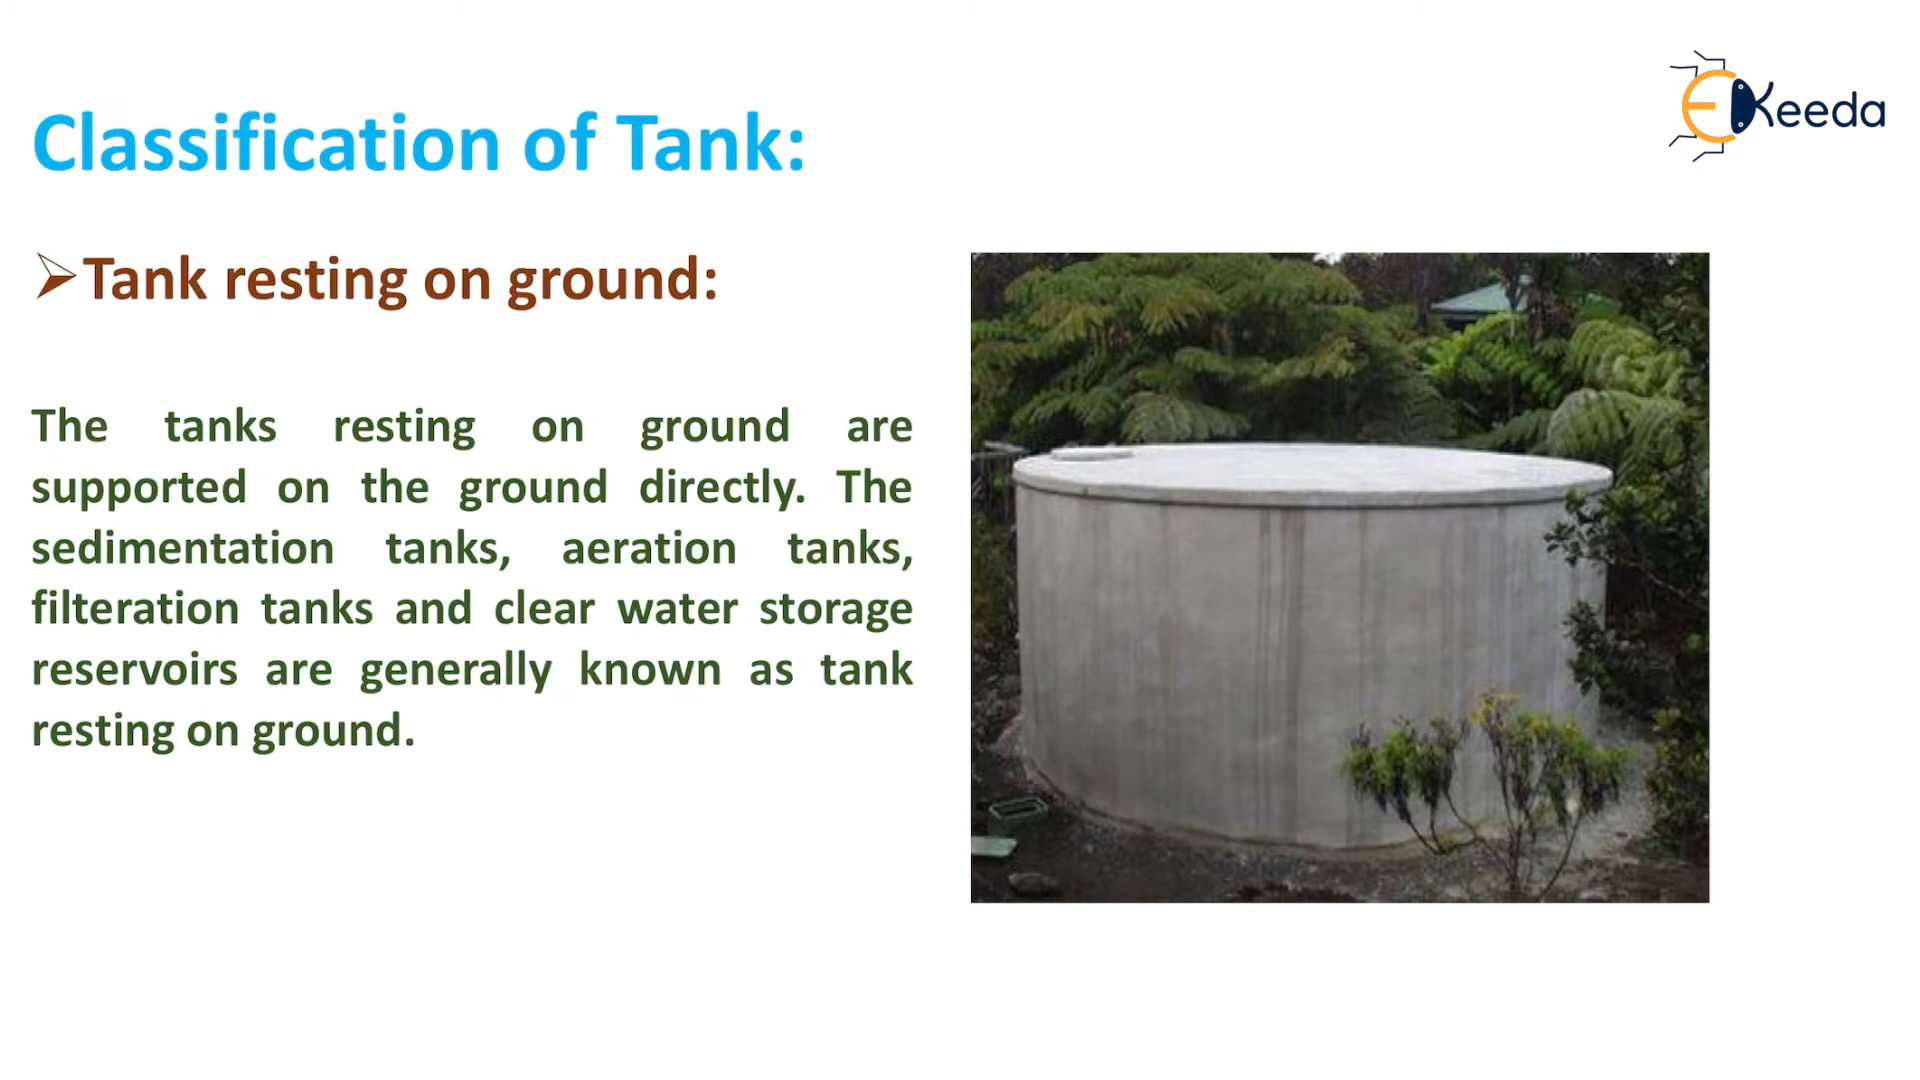 EKeeda
Classification of Tank:
Tank resting on ground:
The tanks resting on ground are
supported on the ground directly. The
sedimentation tanks, aeration tanks,
filteration tanks and clear water storage
reservoirs are generally known as tank
resting on ground.